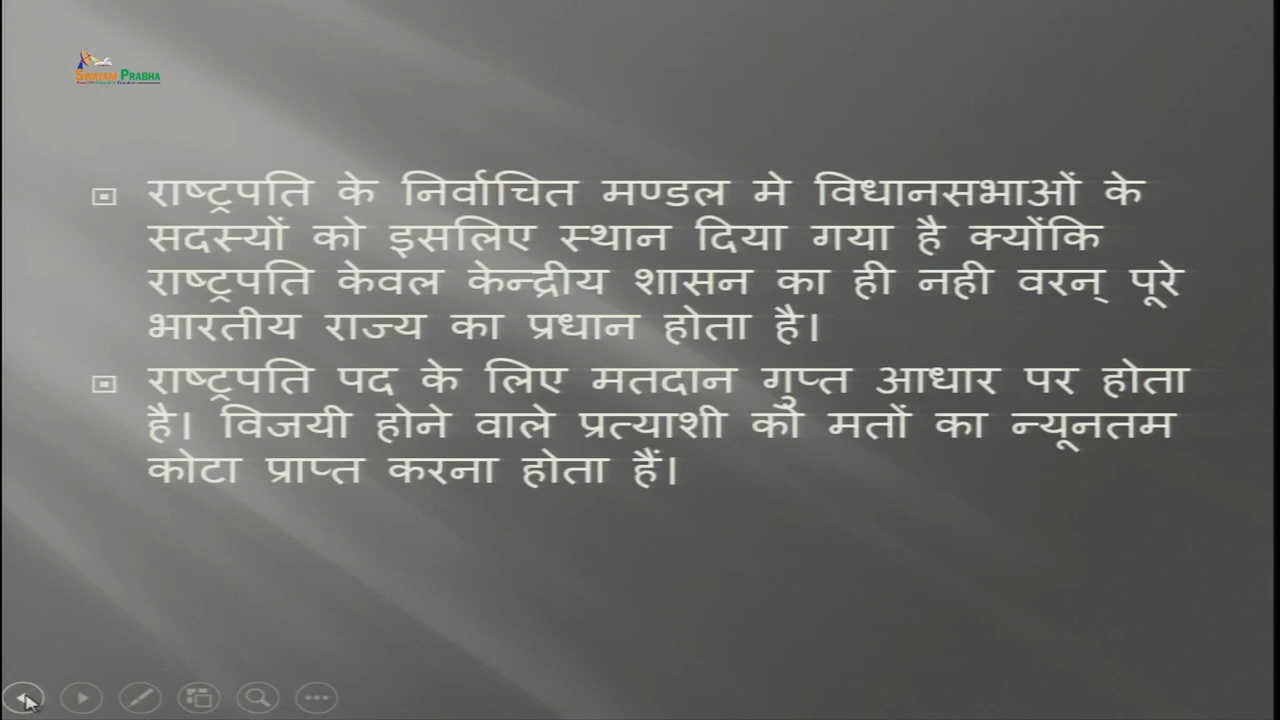 SWAYAM PRABHA
राष्ट्रपति के निर्वाचित मण्डल मे विधानसभाओं के
सदस्यों को इसलिए स्थान दिया गया है क्योंकि
राष्ट्रपति केवल केन्द्रीय शासन का ही नही वरन् पूरे
भारतीय राज्य का प्रधान होता है।
राष्ट्रपति पद के लिए मतदान गुप्त आधार पर होता
है। विजयी होने वाले प्रत्याशी को मतों का न्यूनतम
कोटा प्राप्त करना होता हैं।